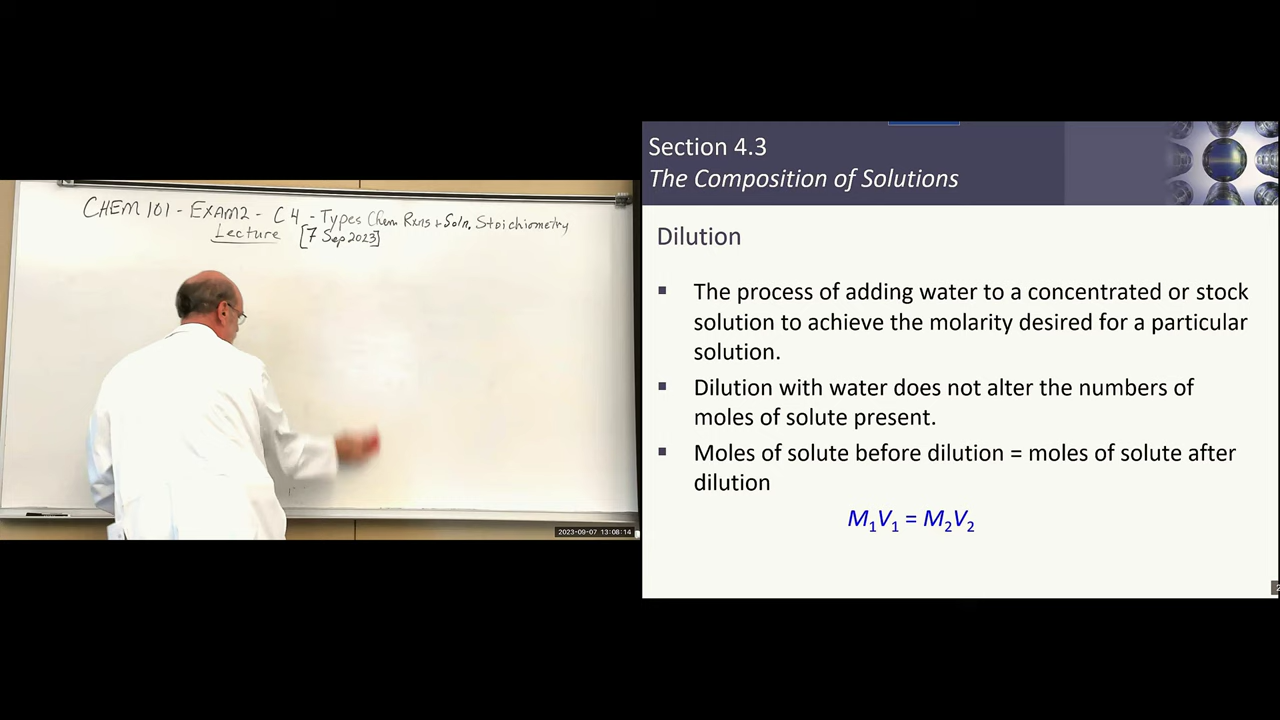 CHEM 101 - EXAM2 - C 4 - Types Chem Rxns + Soln. Stoichiometry
Lecture [7 Sep 2023]
2023-09-07 13:08:14
Section 4.3
The Composition of Solutions
Dilution
▪ The process of adding water to a concentrated or stock
solution to achieve the molarity desired for a particular
solution.
▪ Dilution with water does not alter the numbers of
moles of solute present.
▪ Moles of solute before dilution = moles of solute after
dilution
M₁V₁ = M₂V₂